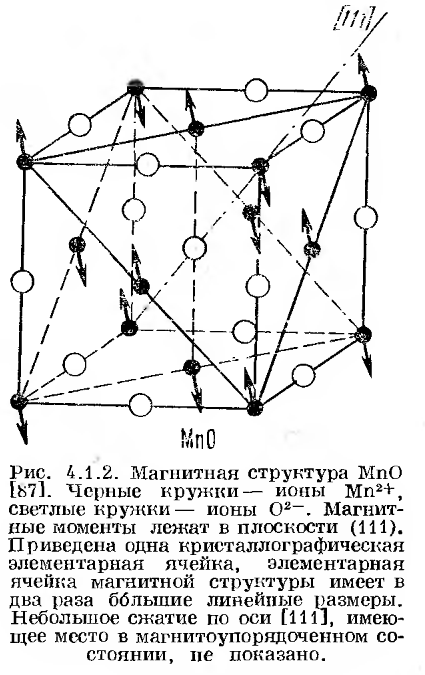 [111]
MnO
Рис. 4.1.2. Магнитная структура MnO
[87]. Черные кружки — ионы Mn²⁺,
светлые кружки — ионы O²⁻. Магнит-
ные моменты лежат в плоскости (111).
Приведена одна кристаллографическая
элементарная ячейка, элементарная
ячейка магнитной структуры имеет в
два раза бо́льшие линейные размеры.
Небольшое сжатие по оси [111], имею-
щее место в магнитоупорядоченном со-
стоянии, не показано.